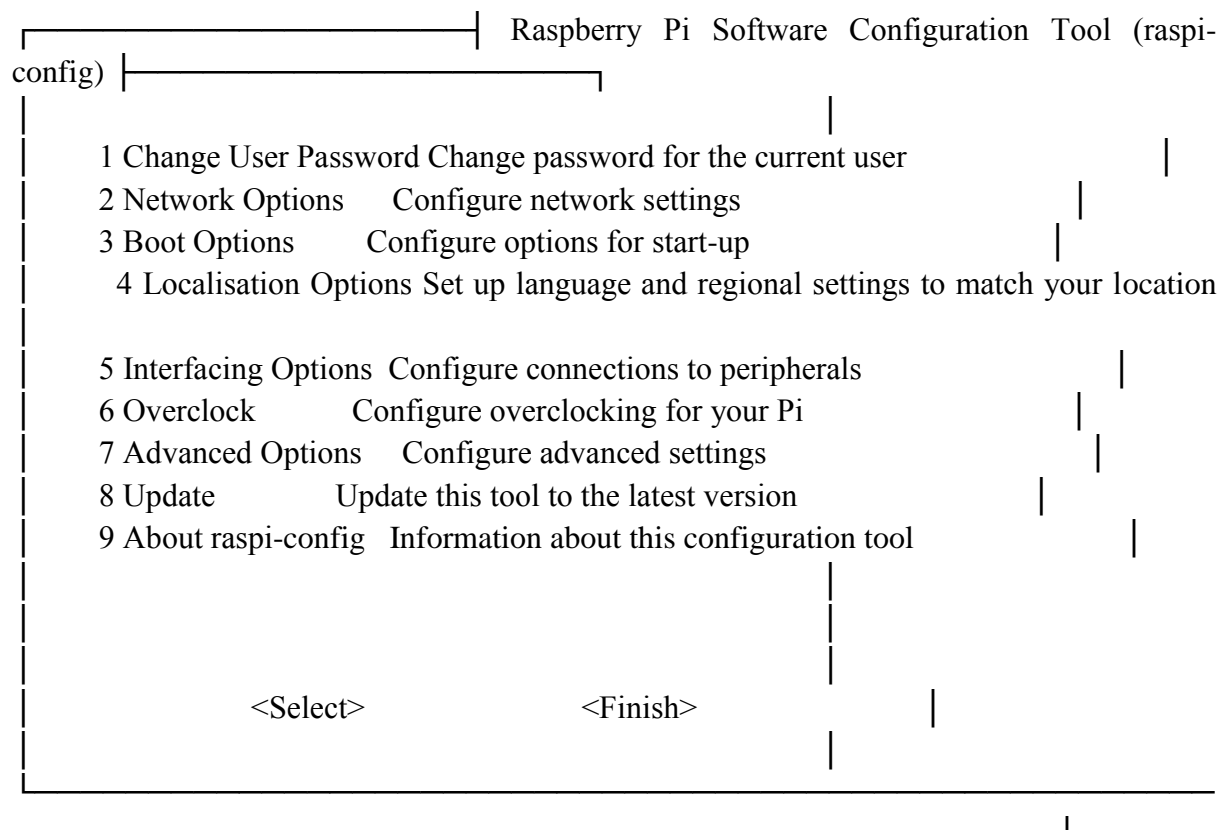 Raspberry Pi Software Configuration Tool (raspi-
config)
1 Change User Password Change password for the current user
2 Network Options Configure network settings
3 Boot Options Configure options for start-up
4 Localisation Options Set up language and regional settings to match your location
5 Interfacing Options Configure connections to peripherals
6 Overclock Configure overclocking for your Pi
7 Advanced Options Configure advanced settings
8 Update Update this tool to the latest version
9 About raspi-config Information about this configuration tool
<Select> <Finish>